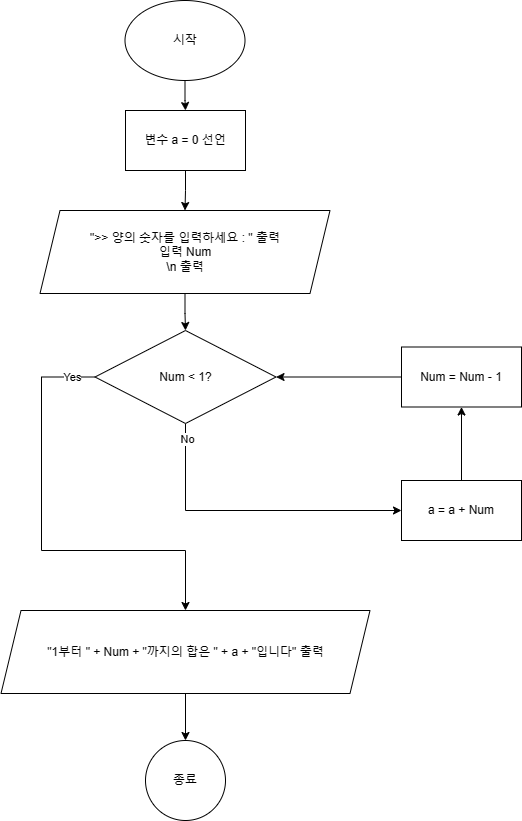 시작
변수 a = 0 선언
">> 양의 숫자를 입력하세요 : " 출력
입력 Num
\n 출력
Num < 1?
Yes
No
Num = Num - 1
a = a + Num
"1부터 " + Num + "까지의 합은 " + a + "입니다" 출력
종료